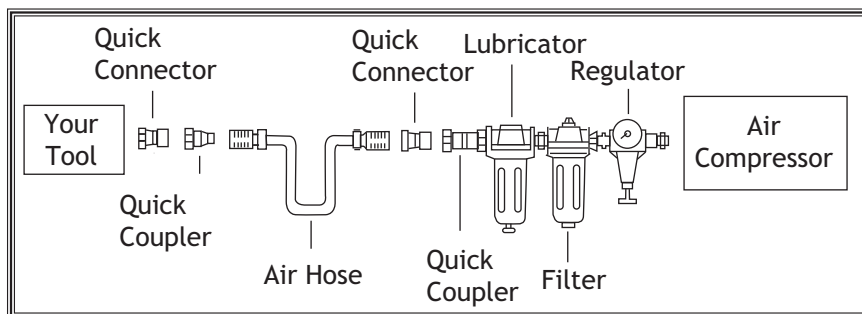 Quick
Connector
Quick
Connector
Lubricator
Regulator
Your
Tool
Air
Compressor
Quick
Coupler
Air Hose
Quick
Coupler
Filter